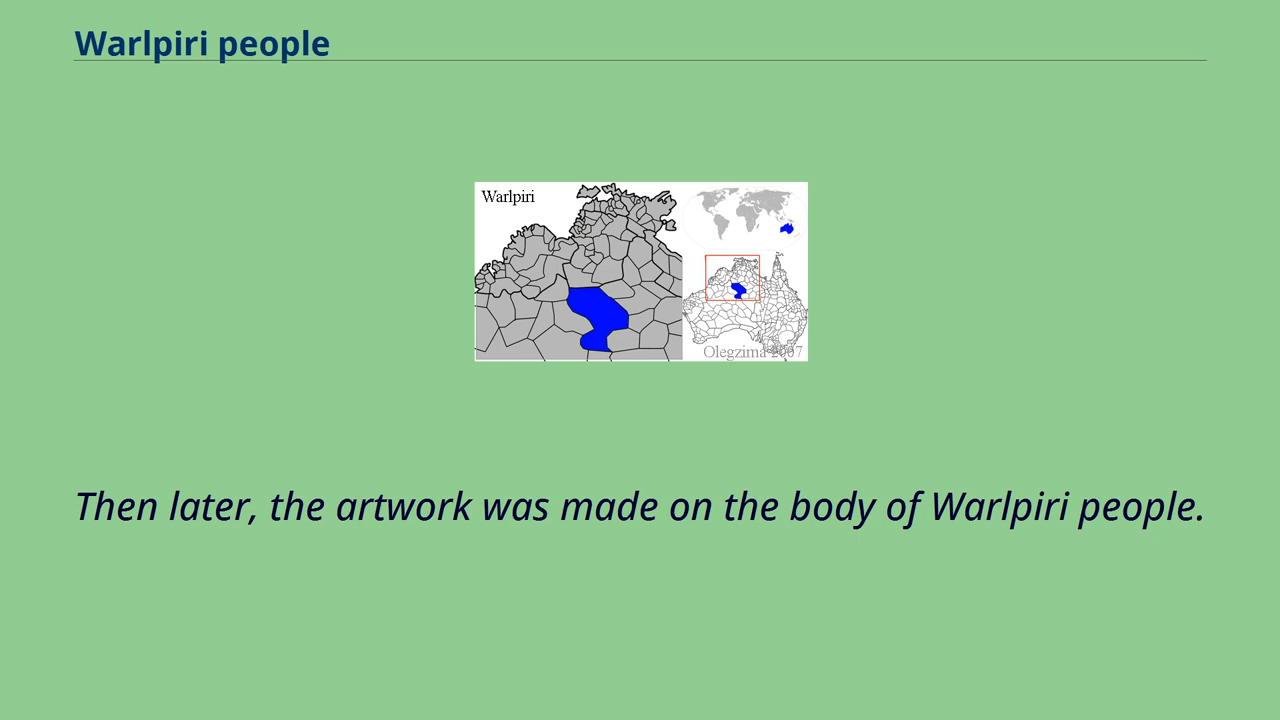 Warlpiri people
Warlpiri
Olegzima 2007
Then later, the artwork was made on the body of Warlpiri people.